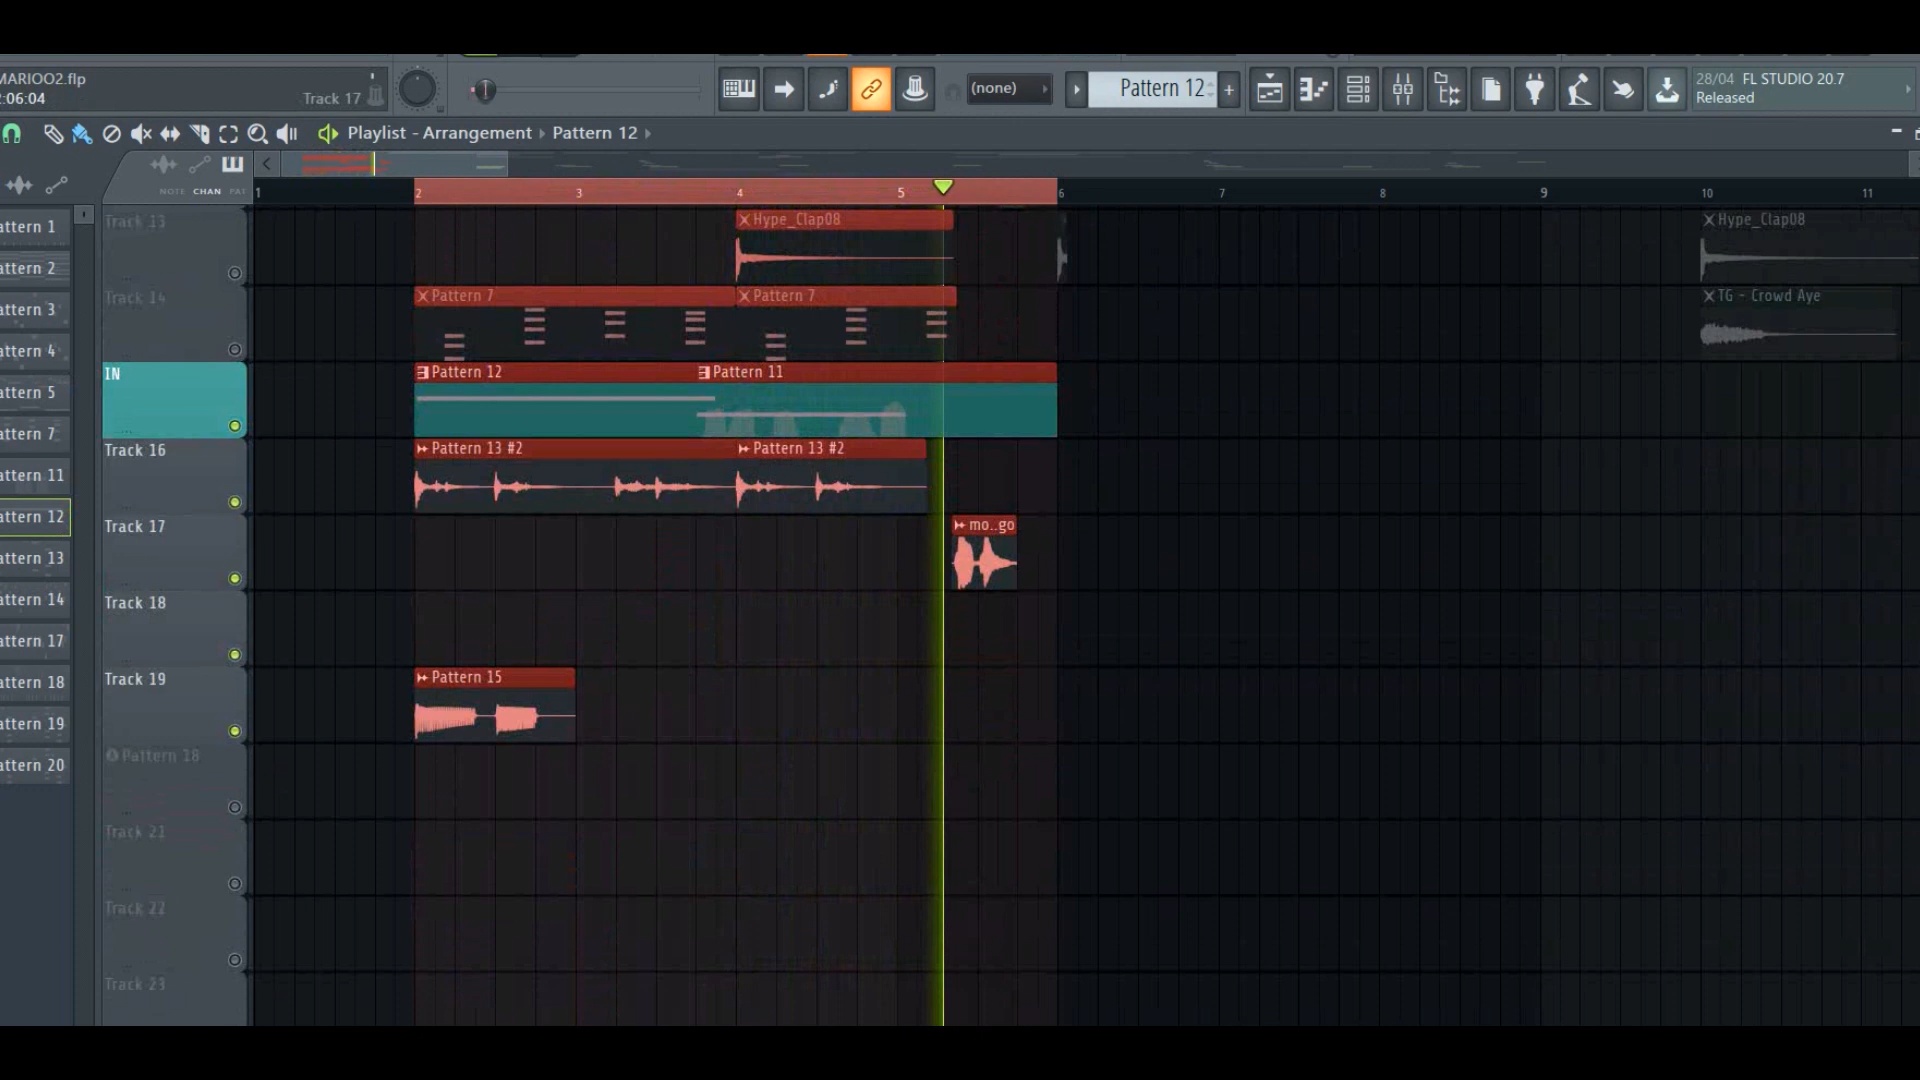 MARIOO2.flp
2:06:04
Track 17
(none)
Pattern 12
+
28/04 FL STUDIO 20.7
Released
Playlist - Arrangement Pattern 12
NOTE CHAN PAT
1 2 3 4 5 6 7 8 9 10 11
attern 1
attern 2
attern 3
attern 4
attern 5
attern 7
attern 11
attern 12
attern 13
attern 14
attern 17
attern 18
attern 19
attern 20
Track 13
Hype_Clap08
Hype_Clap08
Track 14
Pattern 7
Pattern 7
TG - Crowd Aye
IN
Pattern 12
Pattern 11
Track 16
Pattern 13 #2
Pattern 13 #2
Track 17
mo..go
Track 18
Track 19
Pattern 15
Pattern 18
Track 21
Track 22
Track 23